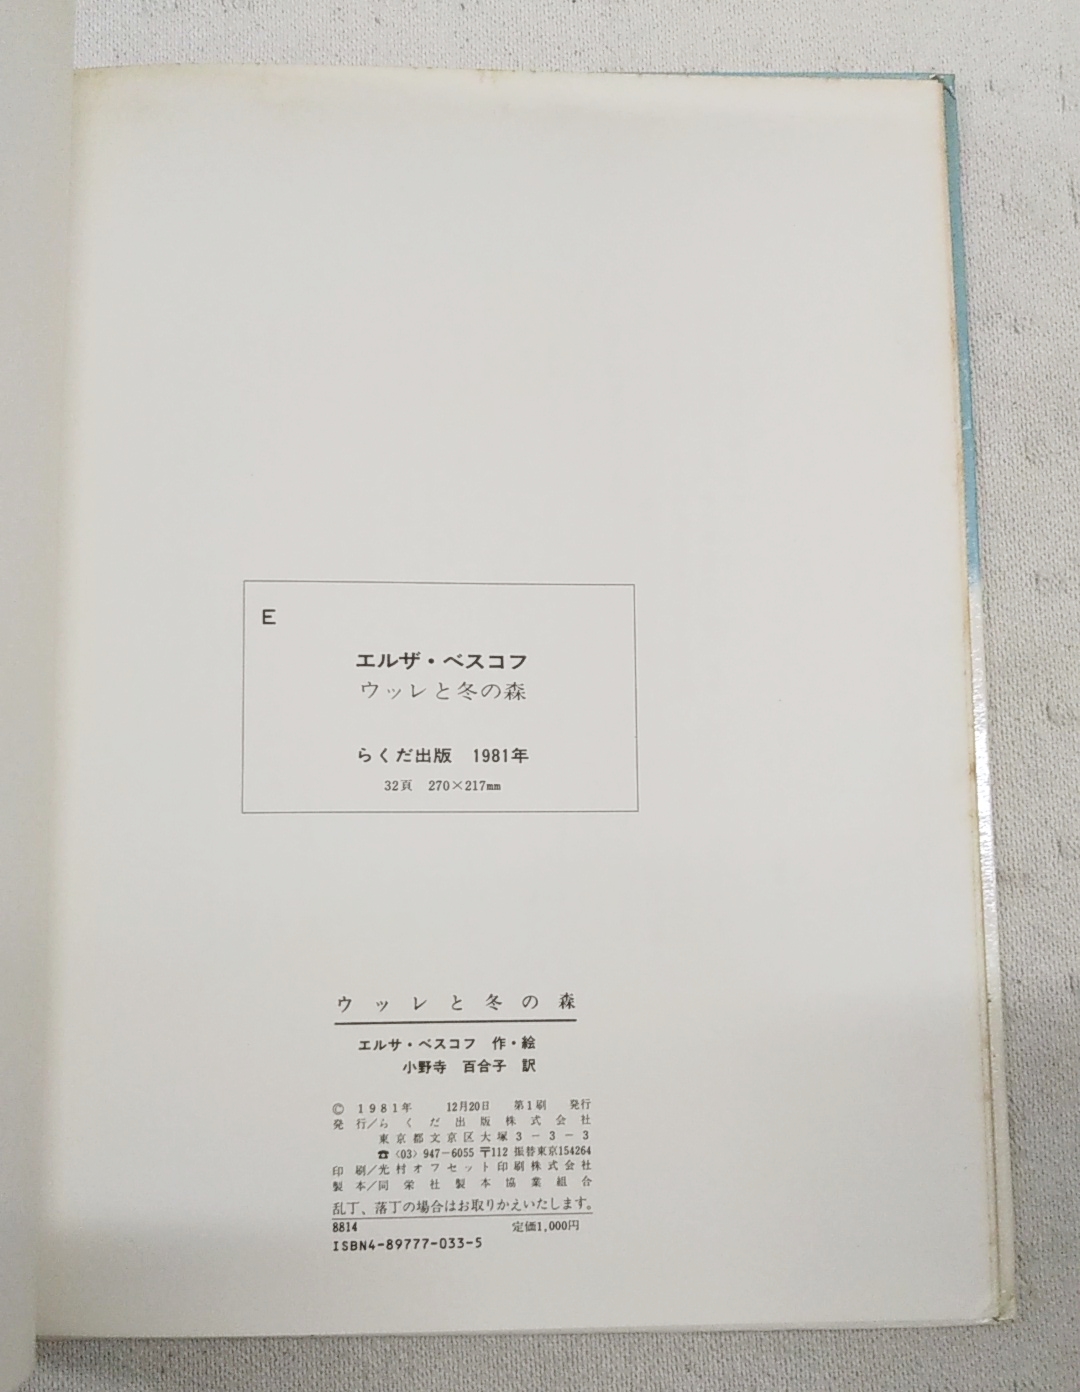 E
エルザ・ベスコフ
ウッレと冬の森
らくだ出版 1981年
32頁 270×217mm
ウッレと冬の森
エルサ・ベスコフ 作・絵
小野寺 百合子 訳
© 1981年 12月20日 第1刷 発行
発行/らくだ出版株式会社
東京都文京区大塚3-3-3
☎〈03〉947-6055 〒112 振替東京154264
印刷/光村オフセット印刷株式会社
製本/同栄社製本協業組合
乱丁、落丁の場合はお取りかえいたします。
8814 定価1,000円
ISBN4-89777-033-5